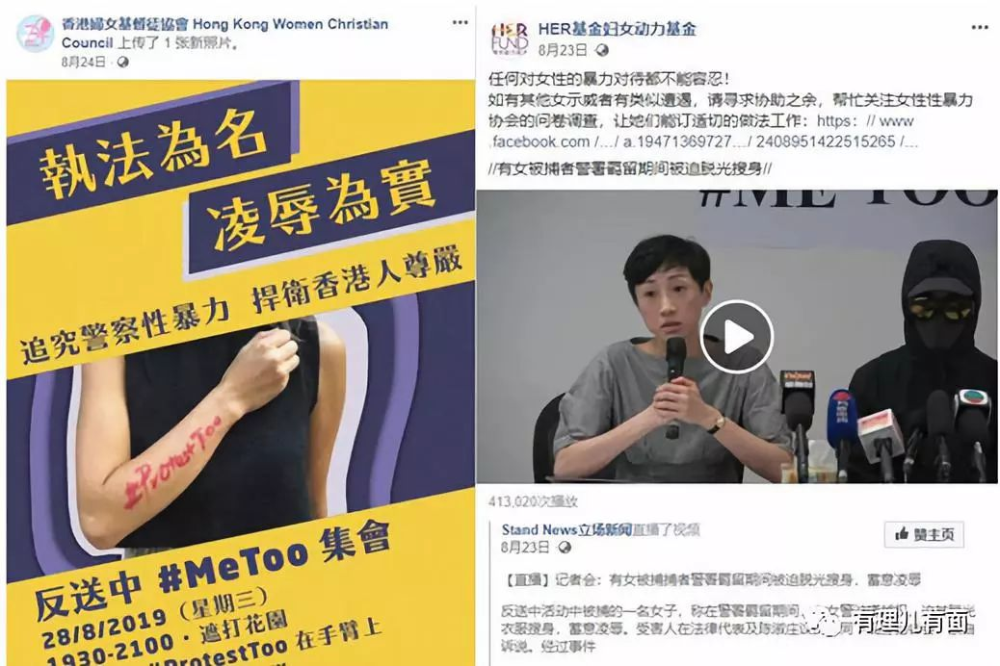 香港婦女基督徒協會 Hong Kong Women Christian
Council 上传了 1 张新照片。
8月24日
執法為名
凌辱為實
追究警察性暴力 捍衛香港人尊嚴
#ProtestToo
反送中 #MeToo 集會
28/8/2019（星期三）
1930-2100·遮打花園
#ProtestToo 在手臂上
HER
FUND
HER基金妇女动力基金
8月23日
任何对女性的暴力对待都不能容忍！
如有其他女示威者有类似遭遇，请寻求协助之余，帮忙关注女性性暴力
协会的问卷调查，让她们能订适切的做法工作：https: // www
.facebook.com /…/ a.19471369727…/ 2408951422515265 /…
//有女被捕者警署羁留期间被迫脱光搜身//
#ME TOO
413,020次播放
Stand News立场新闻直播了视频
8月23日
赞主页
【直播】记者会：有女被捕捕者警署羁留期间被迫脱光搜身，蓄意凌辱
反送中活动中被捕的一名女子，称在警署羁留期间，
衣服搜身，蓄意凌辱。受害人在法律代表及陈淑庄议
诉说。经过事件
有理儿有面